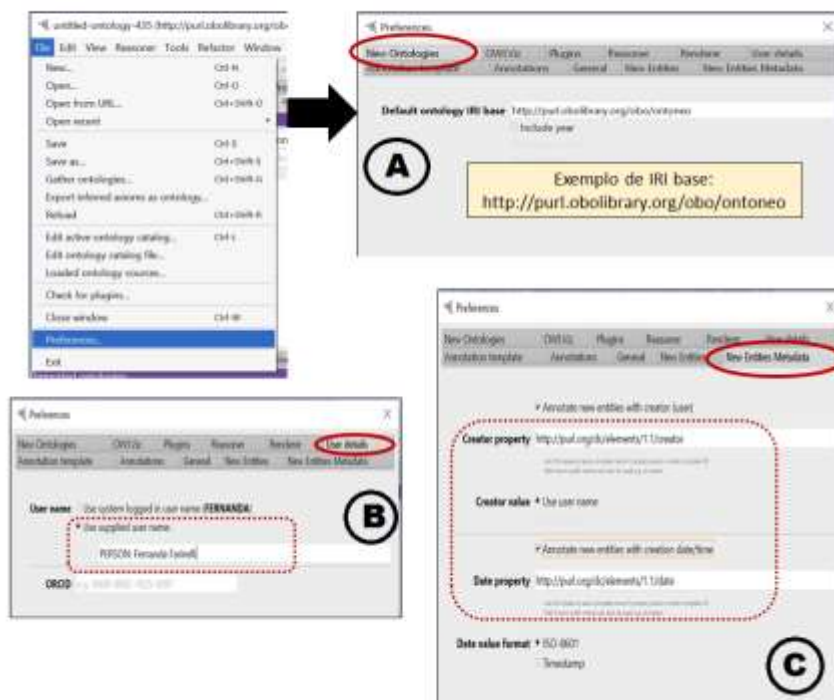 untitled-ontology-435 (http://purl.obolibrary.org/ob
File Edit View Reasoner Tools Refactor Window
New... Ctrl-N
Open... Ctrl-O
Open from URL... Ctrl+Shift-O
Open recent
Save Ctrl-S
Save as... Ctrl+Shift-S
Gather ontologies... Ctrl+Shift-G
Export inferred axioms as ontology...
Reload Ctrl+Shift-R
Edit active ontology catalog...
Edit ontology catalog file...
Loaded ontology sources...
Check for plugins...
Close window Ctrl-W
Preferences...
Exit
Preferences X
New Ontologies OWLViz Plugins Reasoner Renderer User details
Annotation template Annotations General New Entities New Entities Metadata
Default ontology IRI base http://purl.obolibrary.org/obo/ontoneo
Include year
A
Exemplo de IRI base:
http://purl.obolibrary.org/obo/ontoneo
Preferences X
New Ontologies OWLViz Plugins Reasoner Renderer User details
Annotation template Annotations General New Entities New Entities Metadata
User name Use system logged in user name (FERNANDA)
Use supplied user name:
PERSON: Fernanda Farinelli
ORCID
B
Preferences X
New Ontologies OWLViz Plugins Reasoner Renderer User details
Annotation template Annotations General New Entities New Entities Metadata
Annotate new entities with creator (user)
Creator property http://purl.org/dc/elements/1.1/creator
Creator value Use user name
Annotate new entities with creation date/time
Date property http://purl.org/dc/elements/1.1/date
Date value format ISO-8601
Timestamp
C